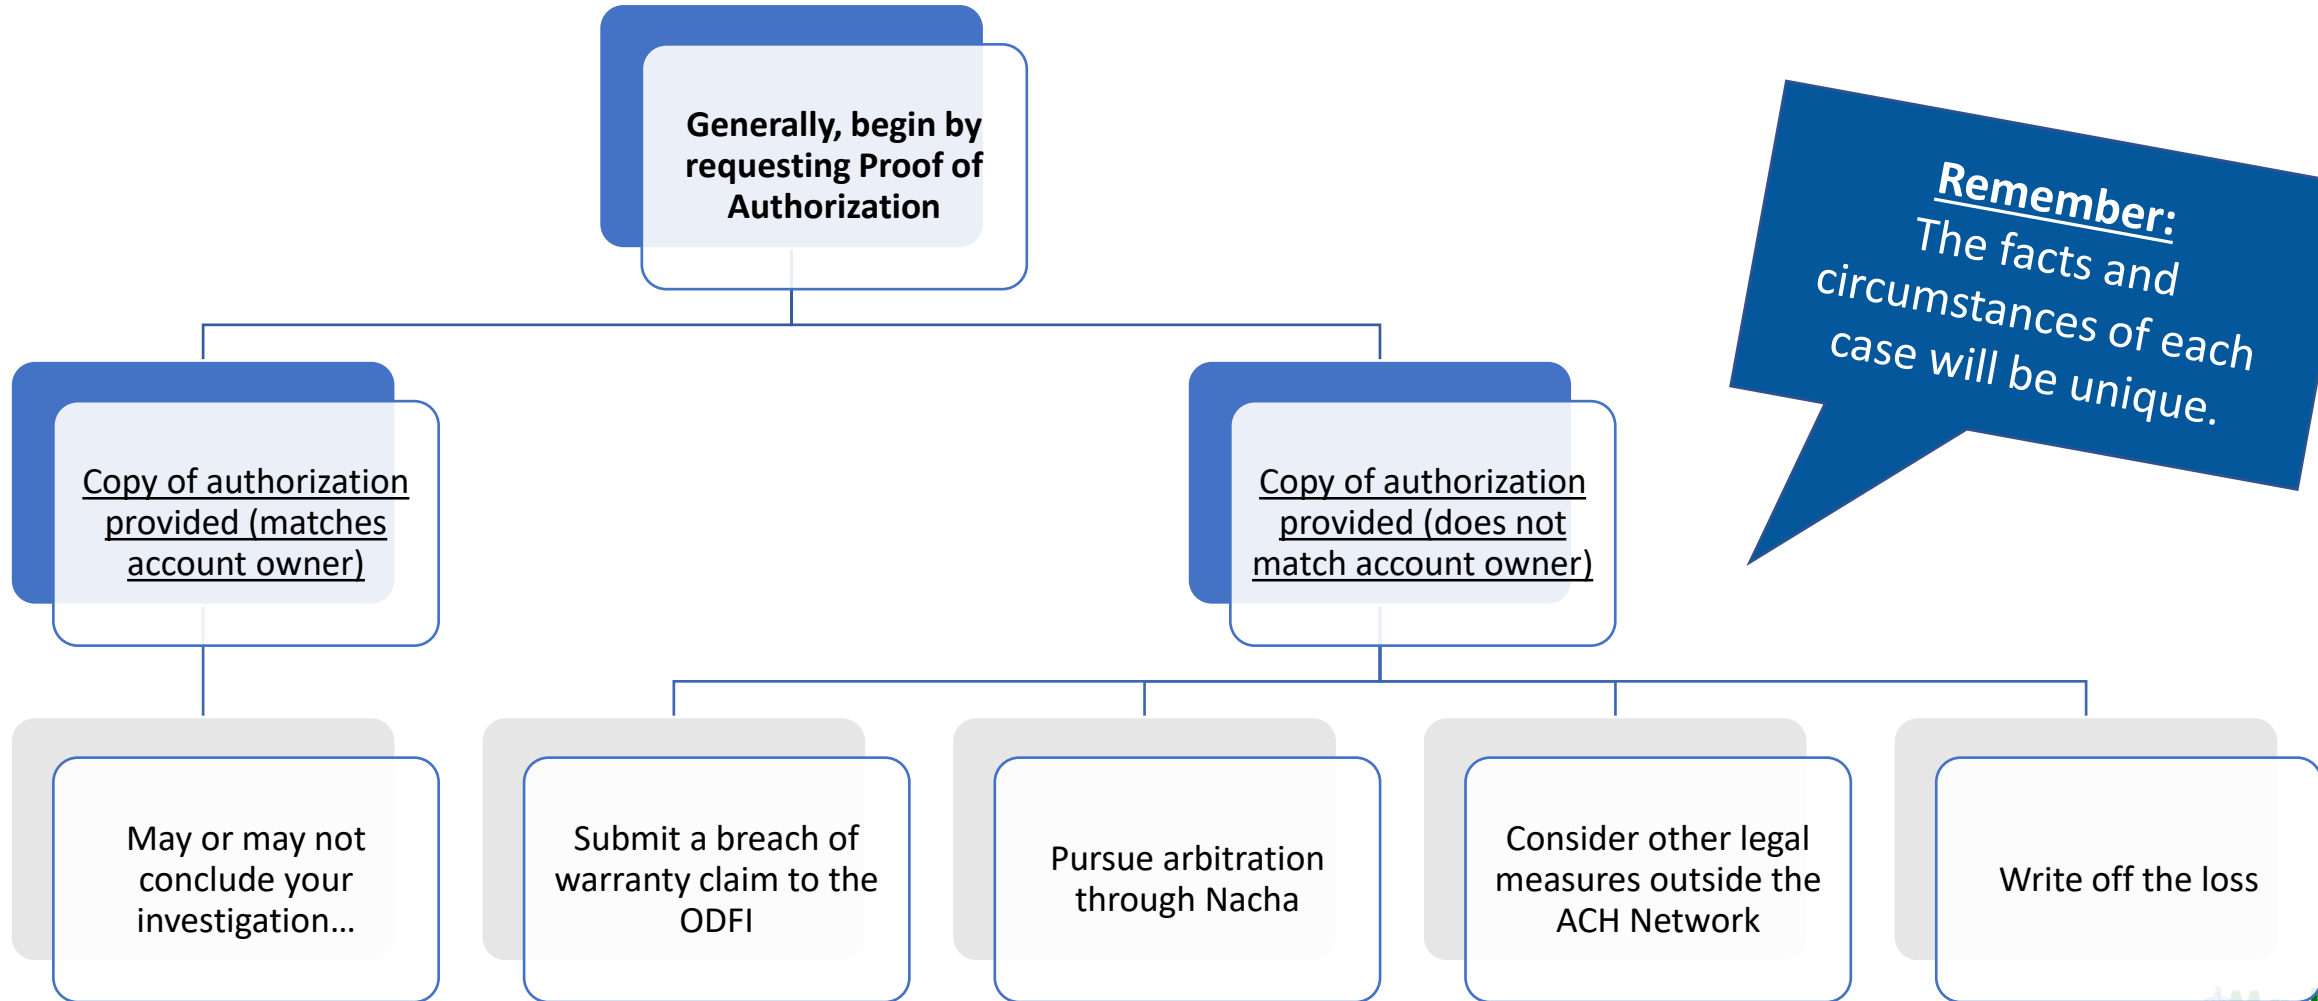 Generally, begin by
requesting Proof of
Authorization
Remember:
The facts and
circumstances of each
case will be unique.
Copy of authorization
provided (matches
account owner)
Copy of authorization
provided (does not
match account owner)
May or may not
conclude your
investigation…
Submit a breach of
warranty claim to the
ODFI
Pursue arbitration
through Nacha
Consider other legal
measures outside the
ACH Network
Write off the loss